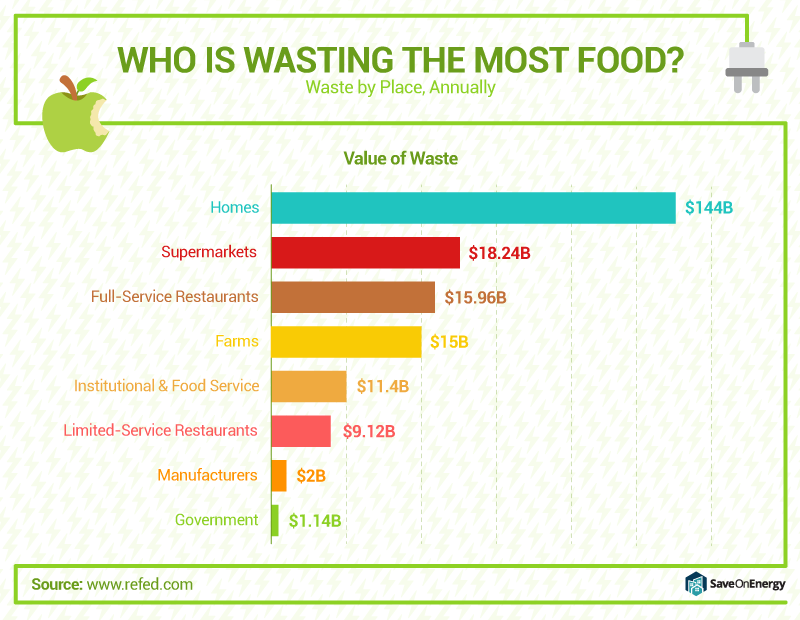 WHO IS WASTING THE MOST FOOD?
Waste by Place, Annually
Value of Waste
Homes $144B
Supermarkets $18.24B
Full-Service Restaurants $15.96B
Farms $15B
Institutional & Food Service $11.4B
Limited-Service Restaurants $9.12B
Manufacturers $2B
Government $1.14B
Source: www.refed.com
SaveOnEnergy